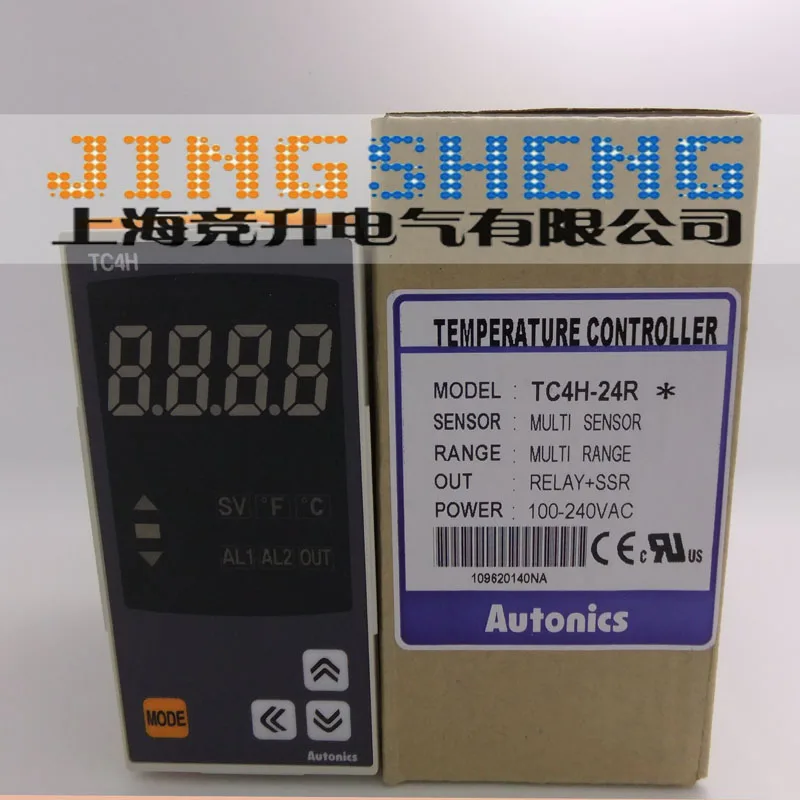 JINGSHENG
上海竞升电气有限公司
TC4H
8.8.8.8
SV °F °C
AL1 AL2 OUT
MODE
Autonics
TEMPERATURE CONTROLLER
MODEL : TC4H-24R *
SENSOR : MULTI SENSOR
RANGE : MULTI RANGE
OUT : RELAY+SSR
POWER : 100-240VAC
109620140NA
CE c RU US
Autonics